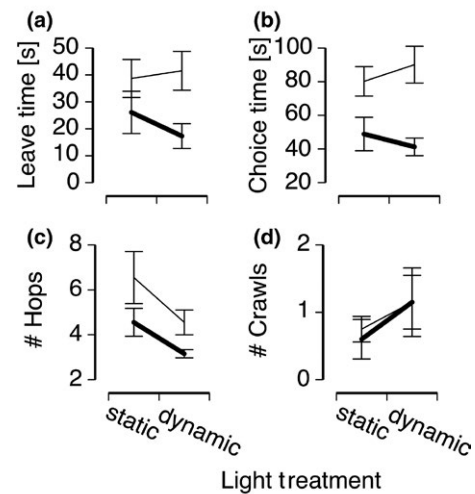 (a)
Leave time [s]
50
40
30
20
10
0
(b)
Choice time [s]
100
80
60
40
20
(c)
# Hops
8
6
4
2
static
dynamic
(d)
# Crawls
2
1
0
static
dynamic
Light treatment